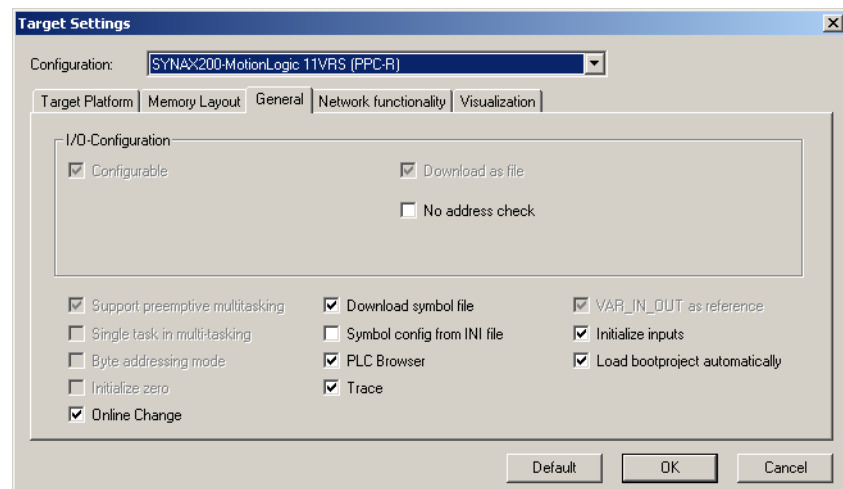 Target Settings
Configuration: SYNAX200-MotionLogic 11VRS (PPC-R)
Target Platform Memory Layout General Network functionality Visualization
I/O-Configuration
Configurable Download as file
No address check
Support preemptive multitasking Download symbol file VAR_IN_OUT as reference
Single task in multi-tasking Symbol config from INI file Initialize inputs
Byte addressing mode PLC Browser Load bootproject automatically
Initialize zero Trace
Online Change
Default OK Cancel